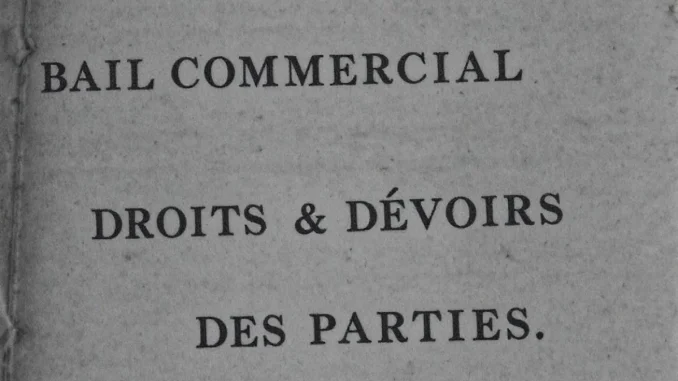 BAIL COMMERCIAL
DROITS & DÉVOIRS
DES PARTIES.